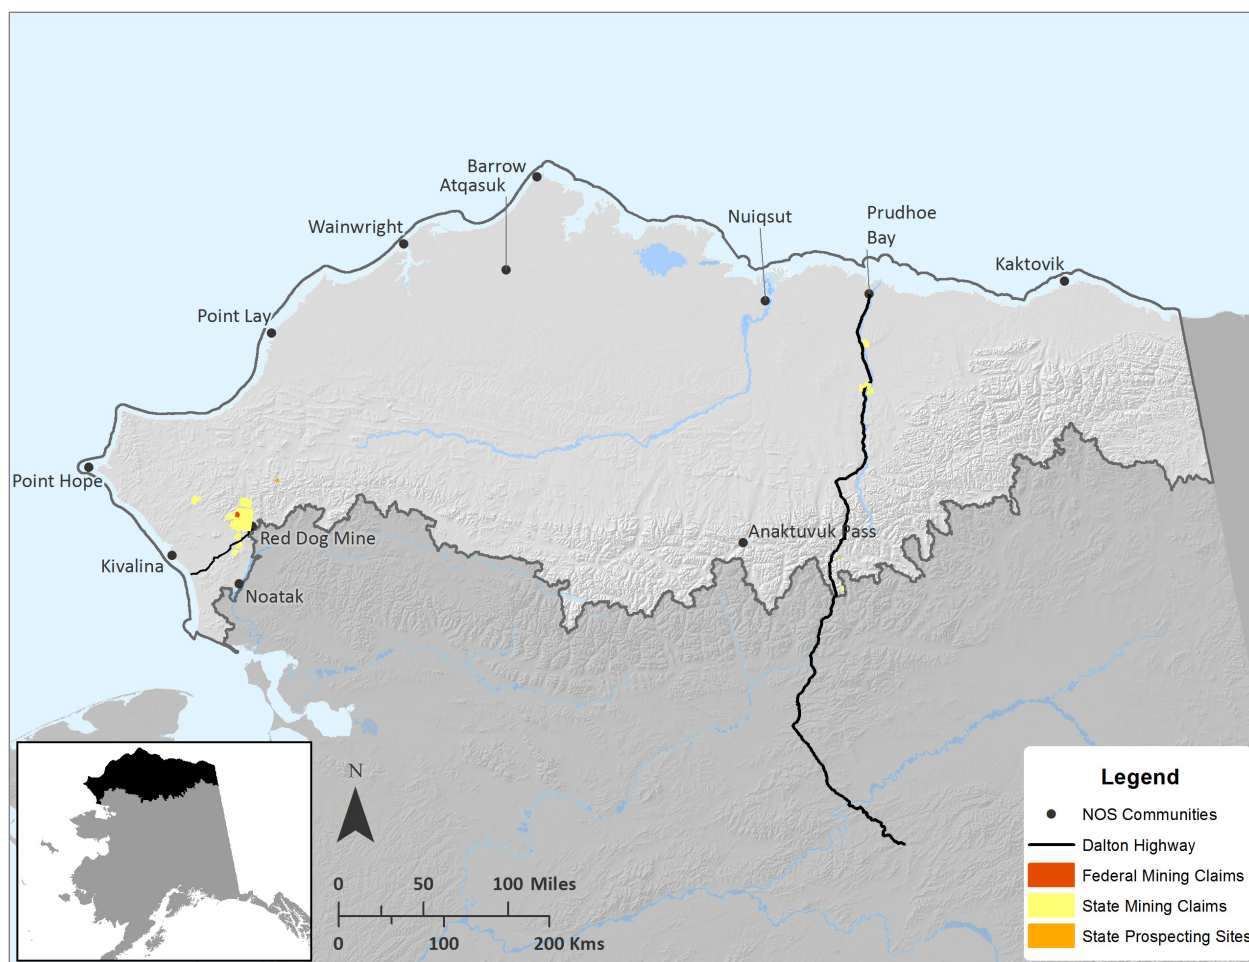 Barrow
Atqasuk
Wainwright
Nuiqsut
Prudhoe
Bay
Kaktovik
Point Lay
Point Hope
Red Dog Mine
Anaktuvuk Pass
Kivalina
Noatak
N
0 50 100 Miles
0 100 200 Kms
Legend
NOS Communities
Dalton Highway
Federal Mining Claims
State Mining Claims
State Prospecting Sites